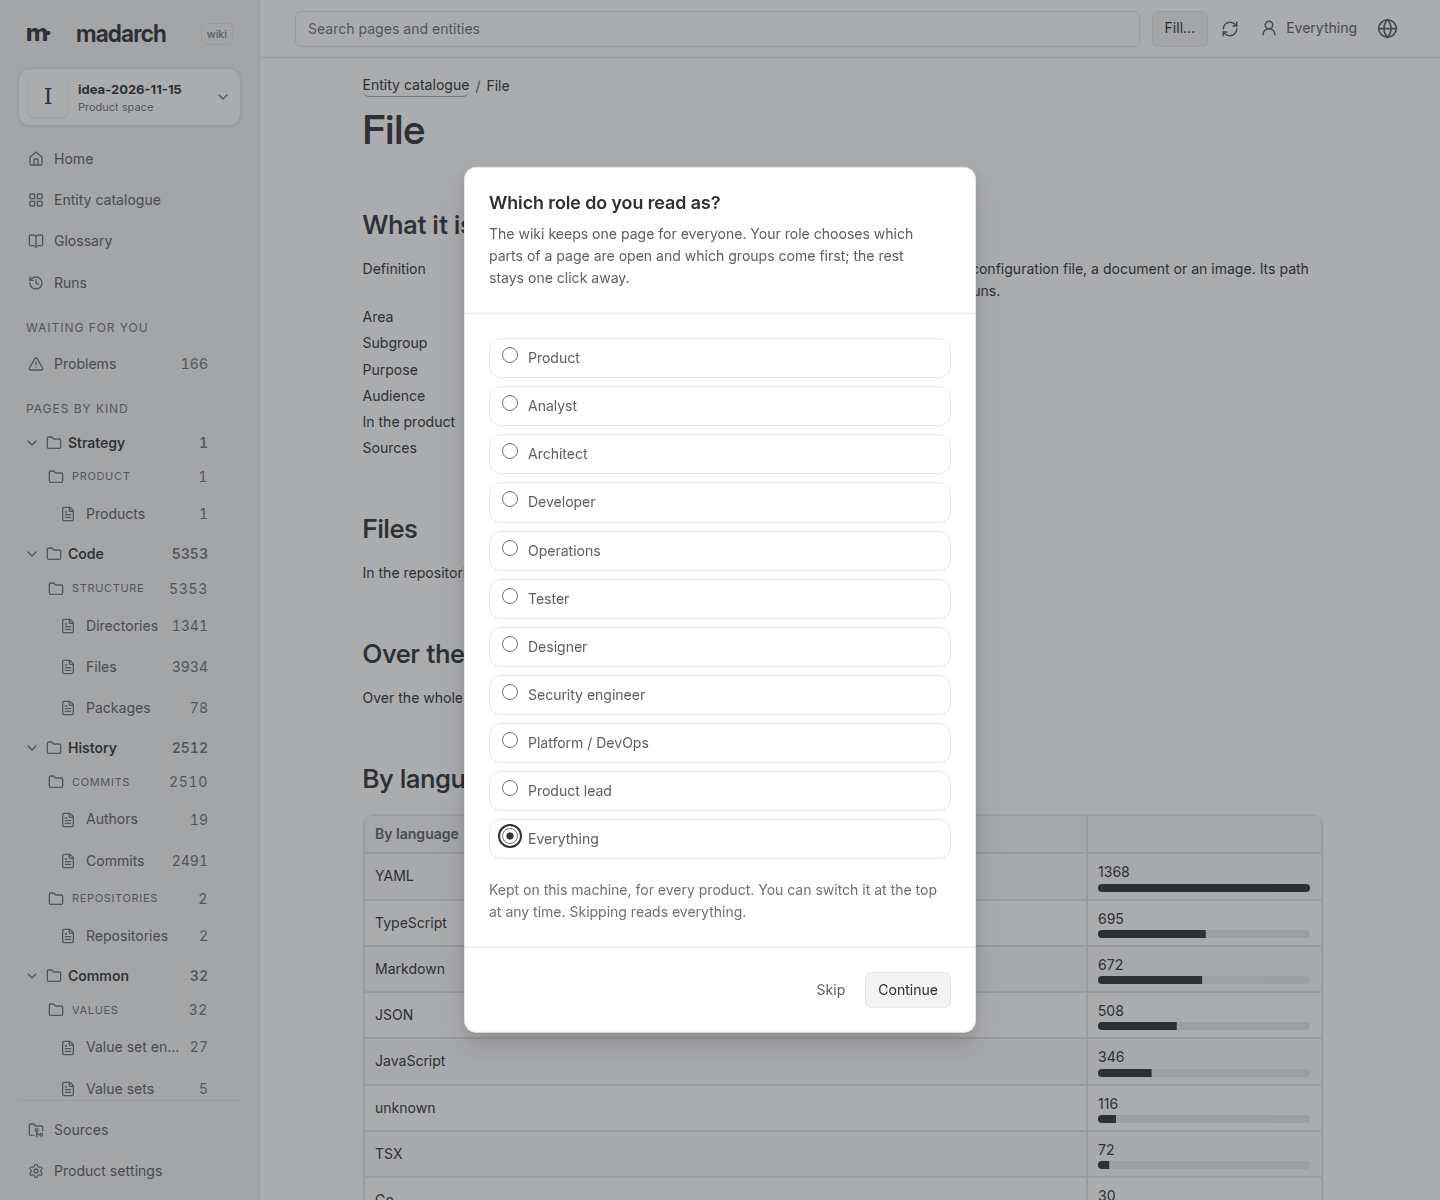 m·
madarch
wiki
Search pages and entities
Fill...
Everything
I
idea-2026-11-15
Product space
Home
Entity catalogue
Glossary
Runs
WAITING FOR YOU
Problems 166
PAGES BY KIND
Strategy 1
PRODUCT 1
Products 1
Code 5353
STRUCTURE 5353
Directories 1341
Files 3934
Packages 78
History 2512
COMMITS 2510
Authors 19
Commits 2491
REPOSITORIES 2
Repositories 2
Common 32
VALUES 32
Value set en... 27
Value sets 5
Sources
Product settings
Entity catalogue / File
File
What it is
Definition
configuration file, a document or an image. Its path
Area
Subgroup
Purpose
Audience
In the product
Sources
Files
In the
Over the
Over the whole
By language
YAML 1368
TypeScript 695
Markdown 672
JSON 508
JavaScript 346
unknown 116
TSX 72
Go 30
Which role do you read as?
The wiki keeps one page for everyone. Your role chooses which
parts of a page are open and which groups come first; the rest
stays one click away.
Product
Analyst
Architect
Developer
Operations
Tester
Designer
Security engineer
Platform / DevOps
Product lead
Everything
Kept on this machine, for every product. You can switch it at the top
at any time. Skipping reads everything.
Skip
Continue